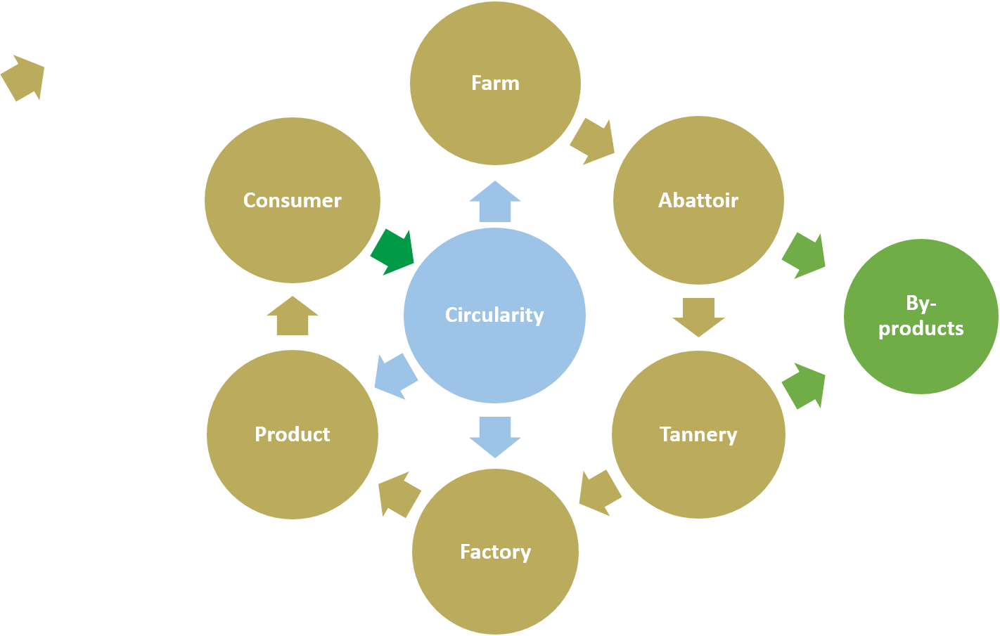 Farm
Consumer
Abattoir
Circularity
By-
products
Product
Tannery
Factory